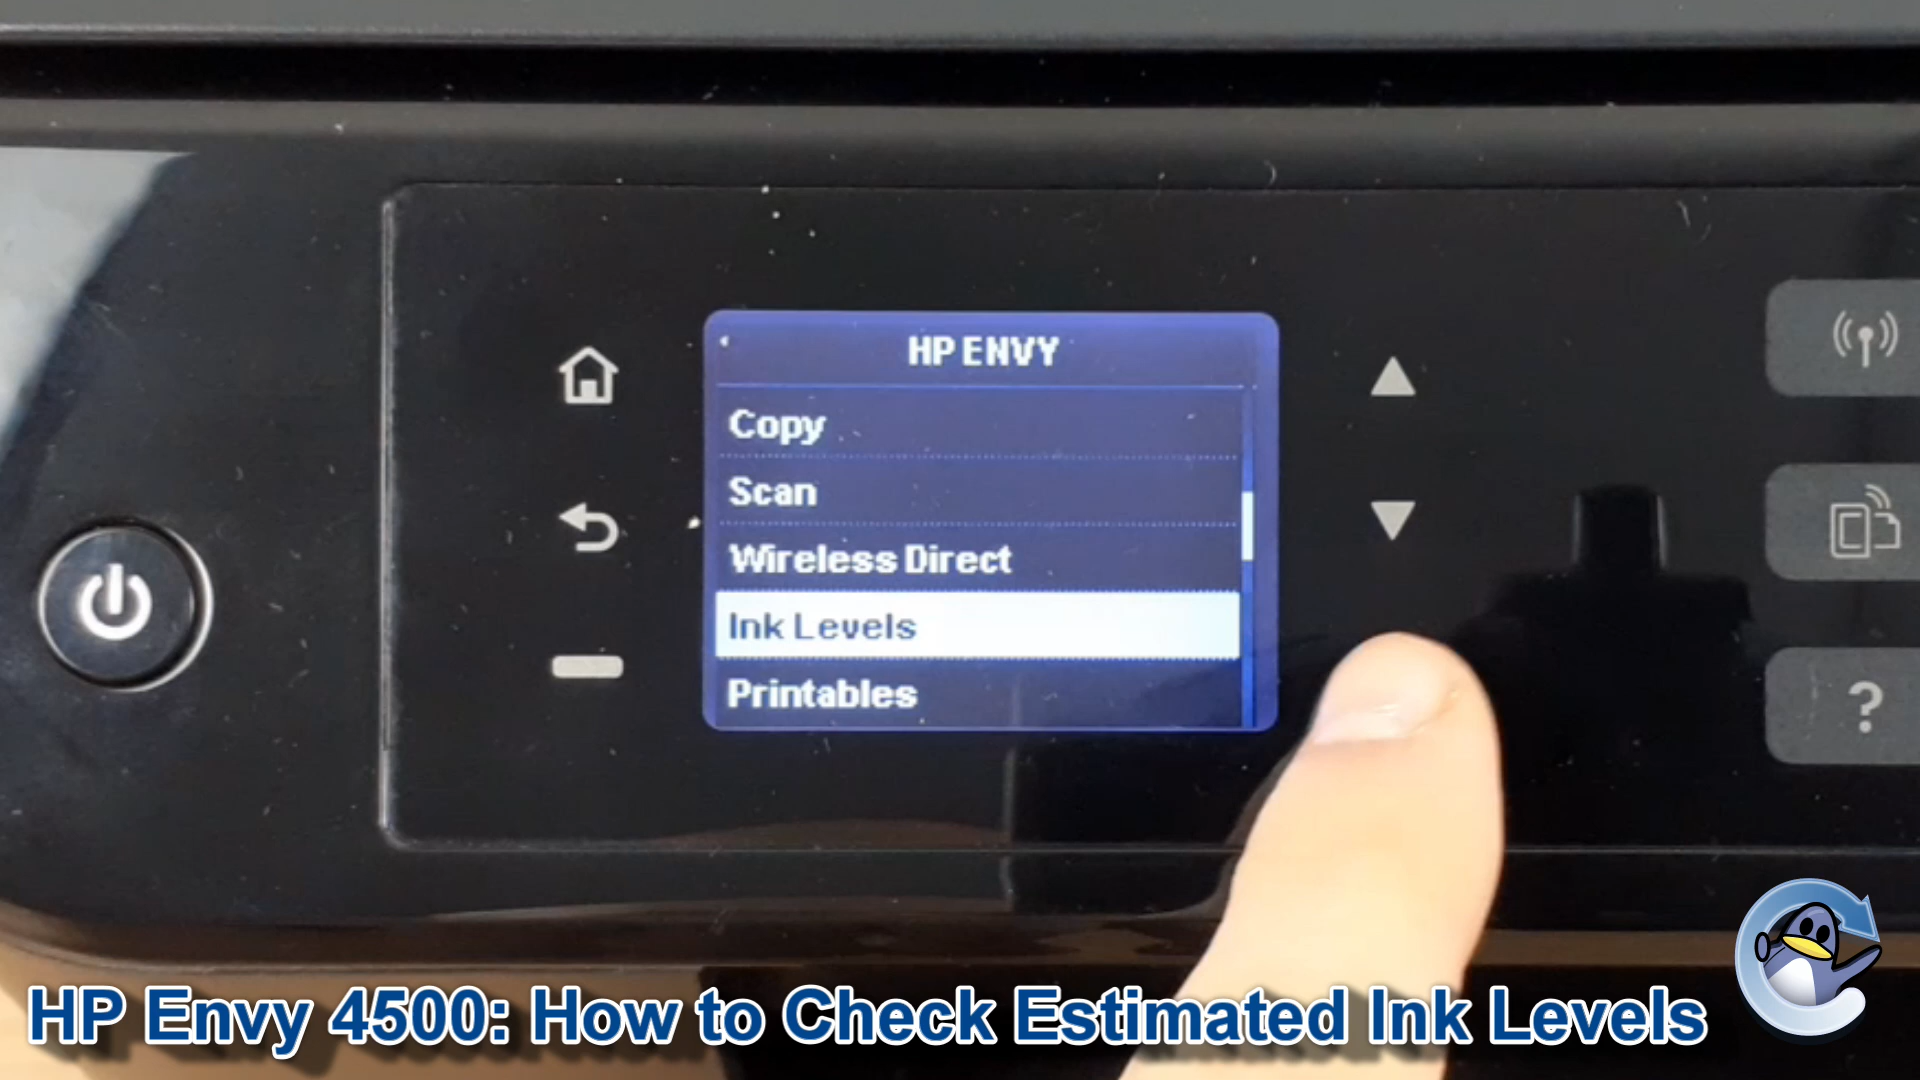 HP ENVY
Copy
Scan
Wireless Direct
Ink Levels
Printables
?
HP Envy 4500: How to Check Estimated Ink Levels